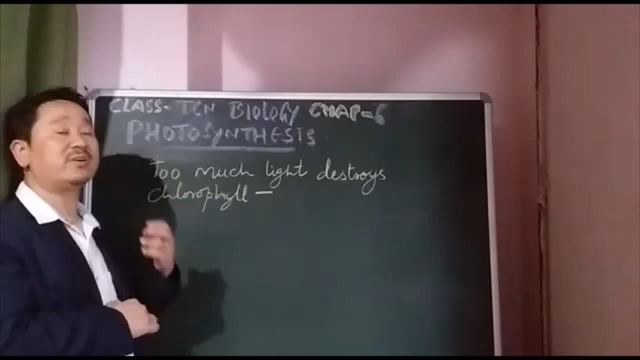 CLASS-TEN BIOLOGY CHAP=6
PHOTOSYNTHESIS.
Too much light destroys
chlorophyll —